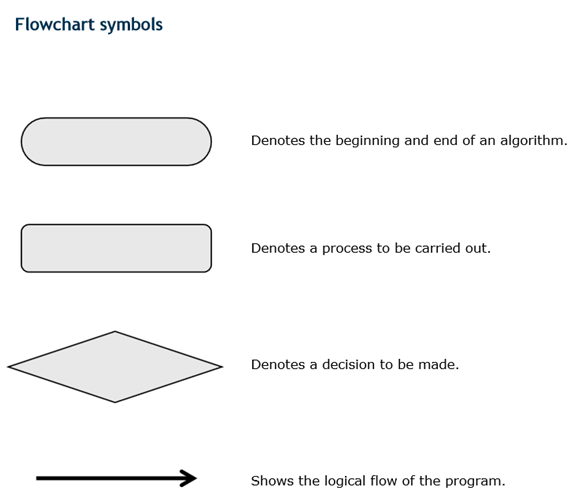 Flowchart symbols
Denotes the beginning and end of an algorithm.
Denotes a process to be carried out.
Denotes a decision to be made.
Shows the logical flow of the program.